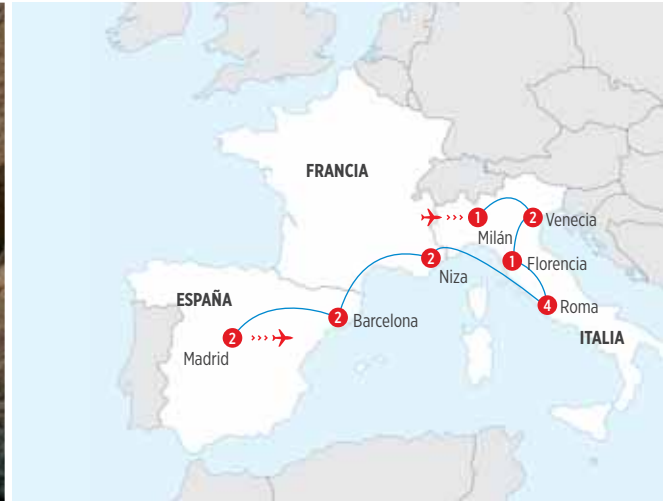 FRANCIA
1
Milán
2 Venecia
1 Florencia
2
Niza
4 Roma
ITALIA
ESPAÑA
2 Barcelona
2
Madrid